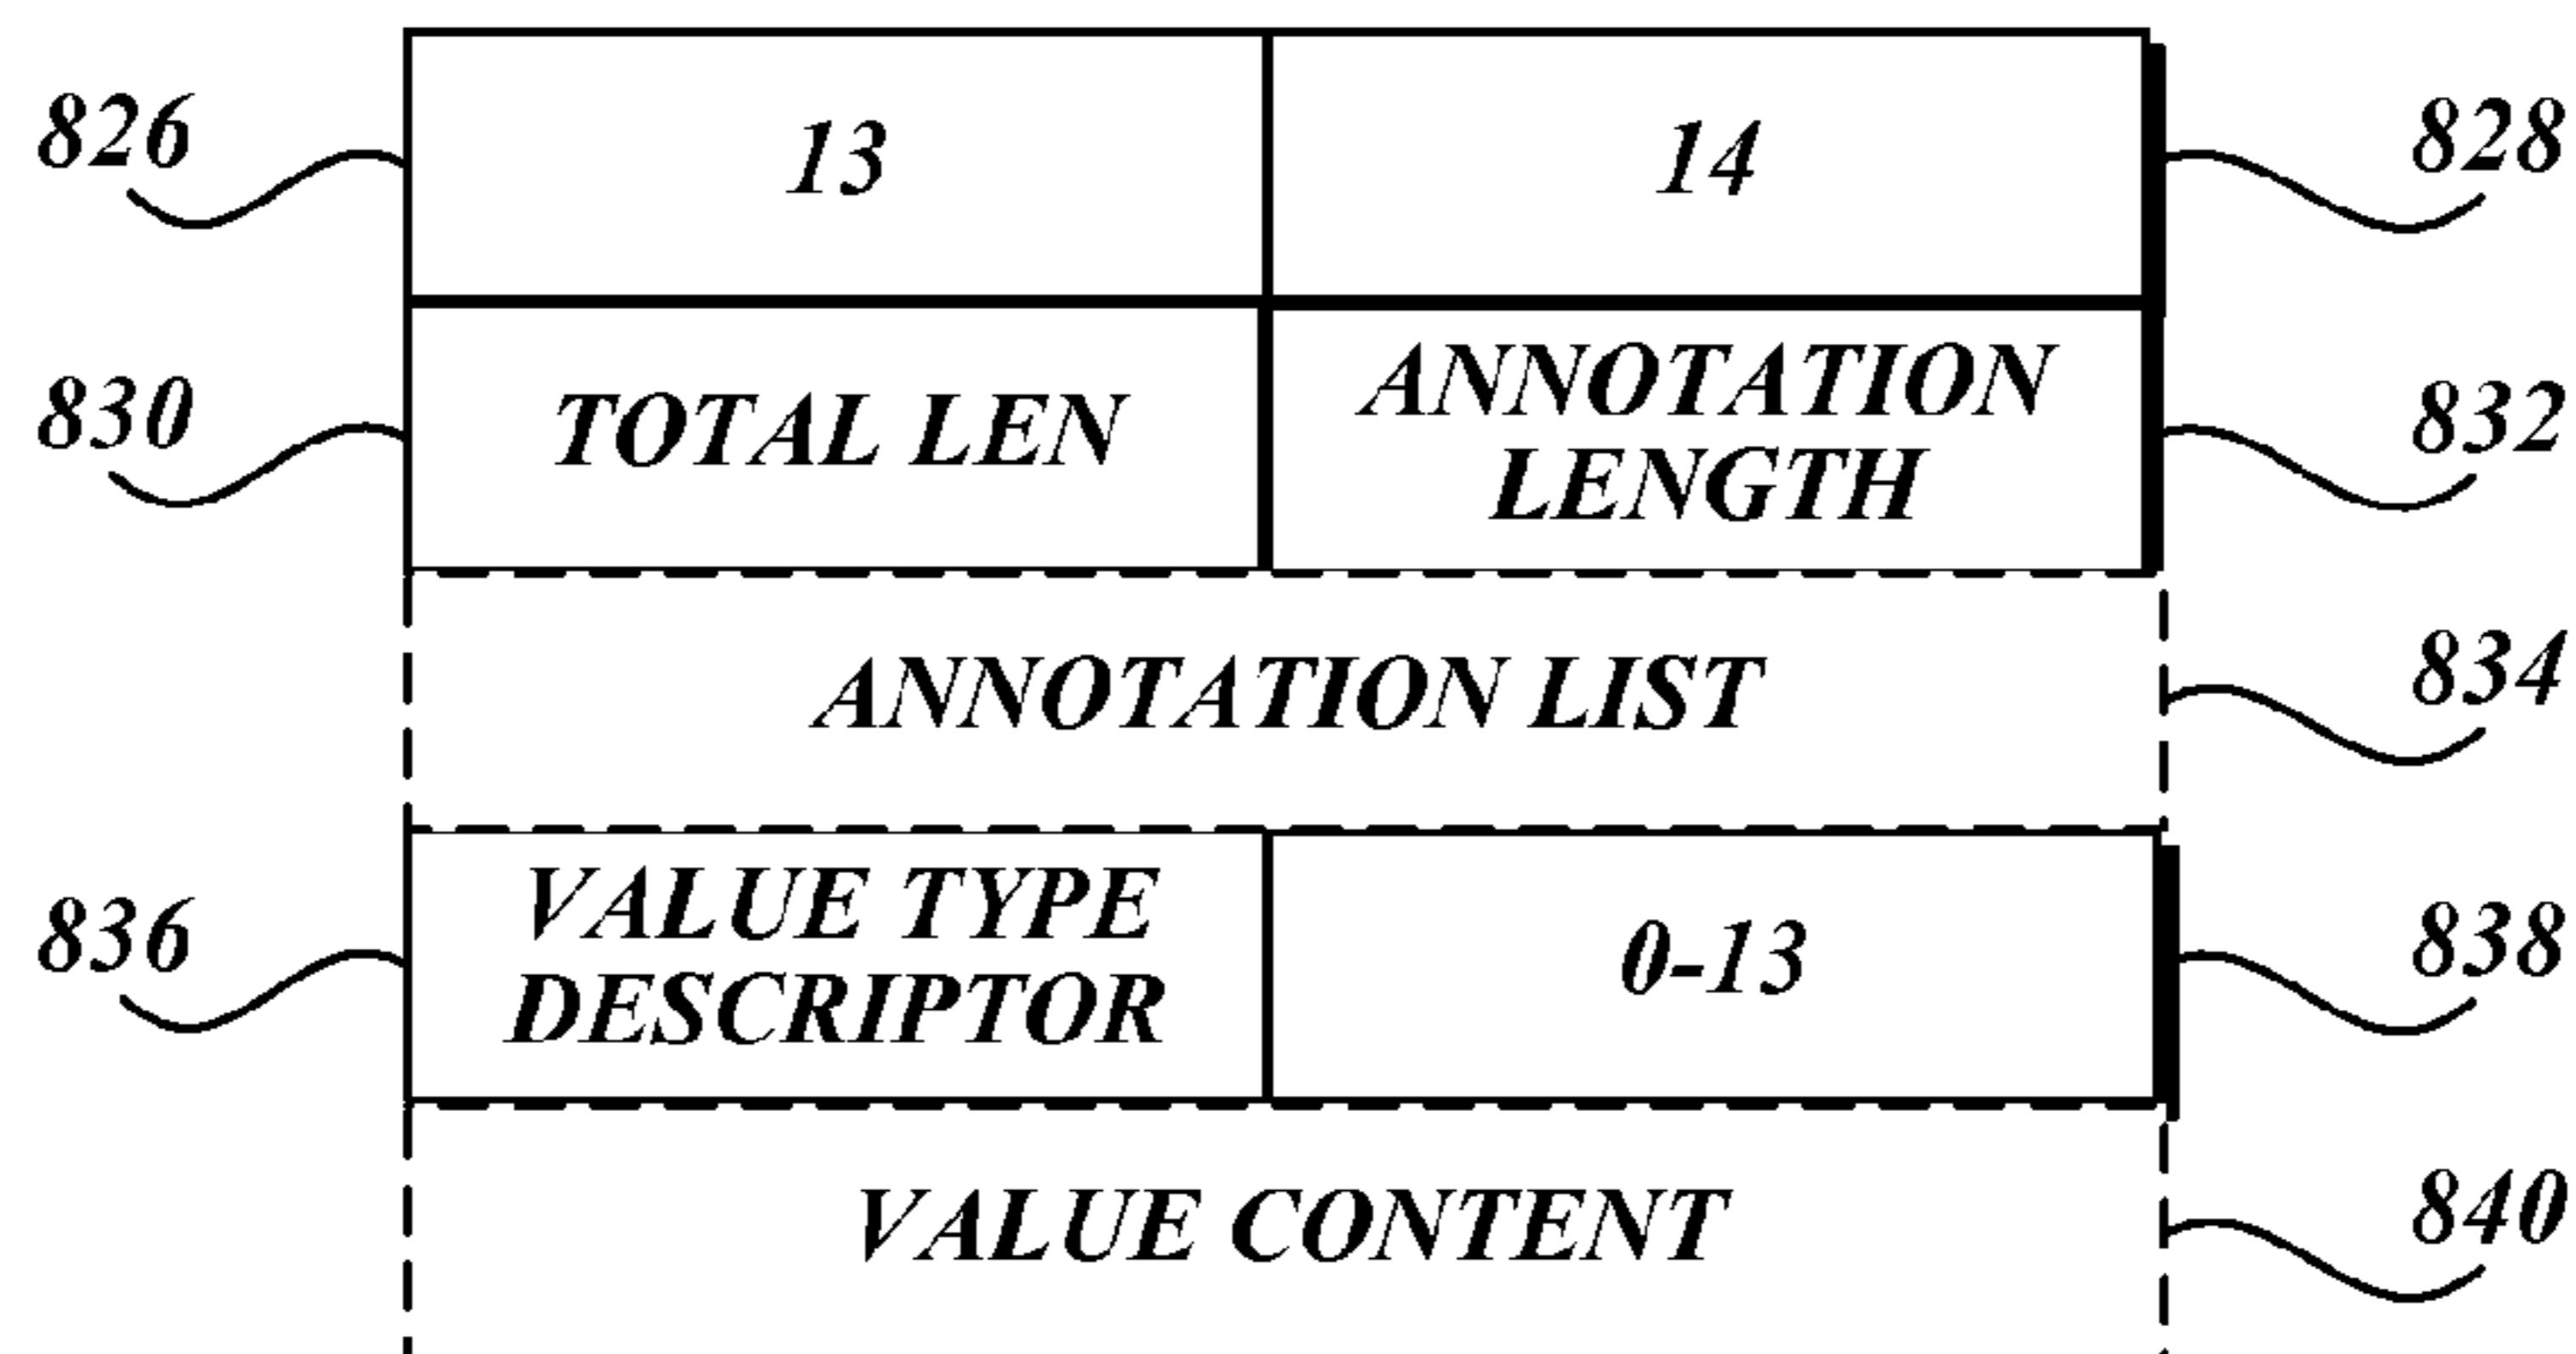 826 13 14 828
830 TOTAL LEN ANNOTATION LENGTH 832
ANNOTATION LIST 834
836 VALUE TYPE DESCRIPTOR 0-13 838
VALUE CONTENT 840